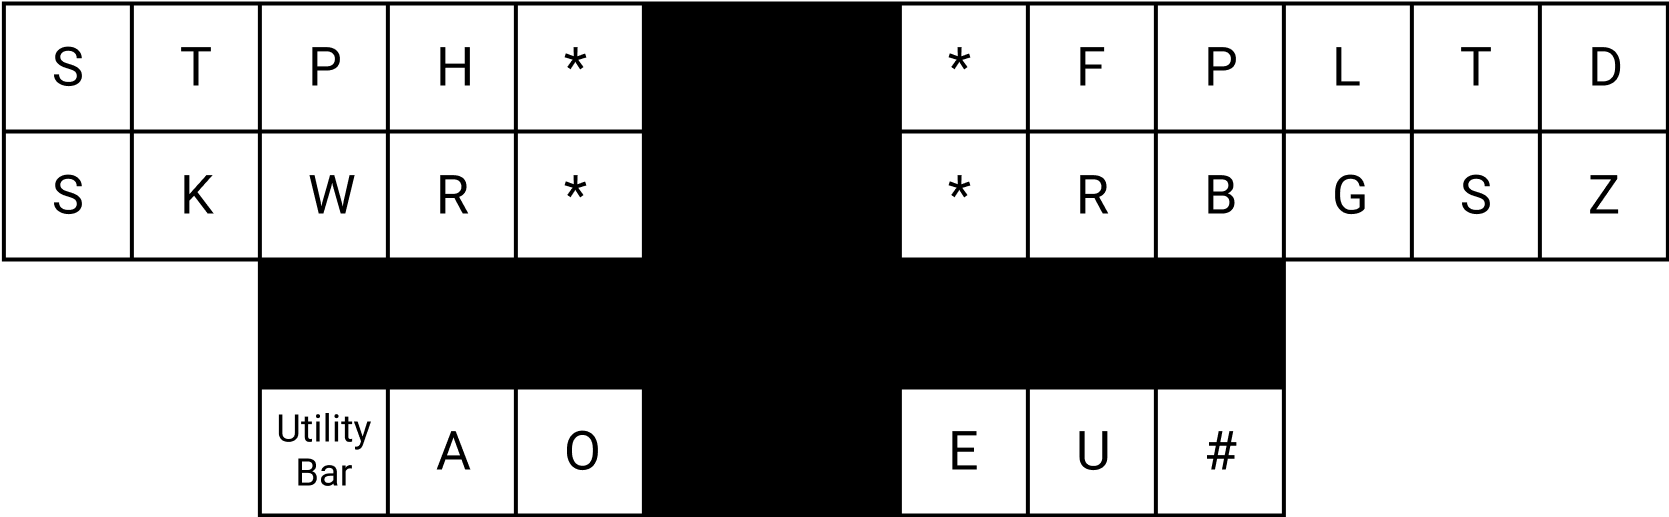 S T P H * * F P L T D
S K W R * * R B G S Z
Utility
Bar A O E U #